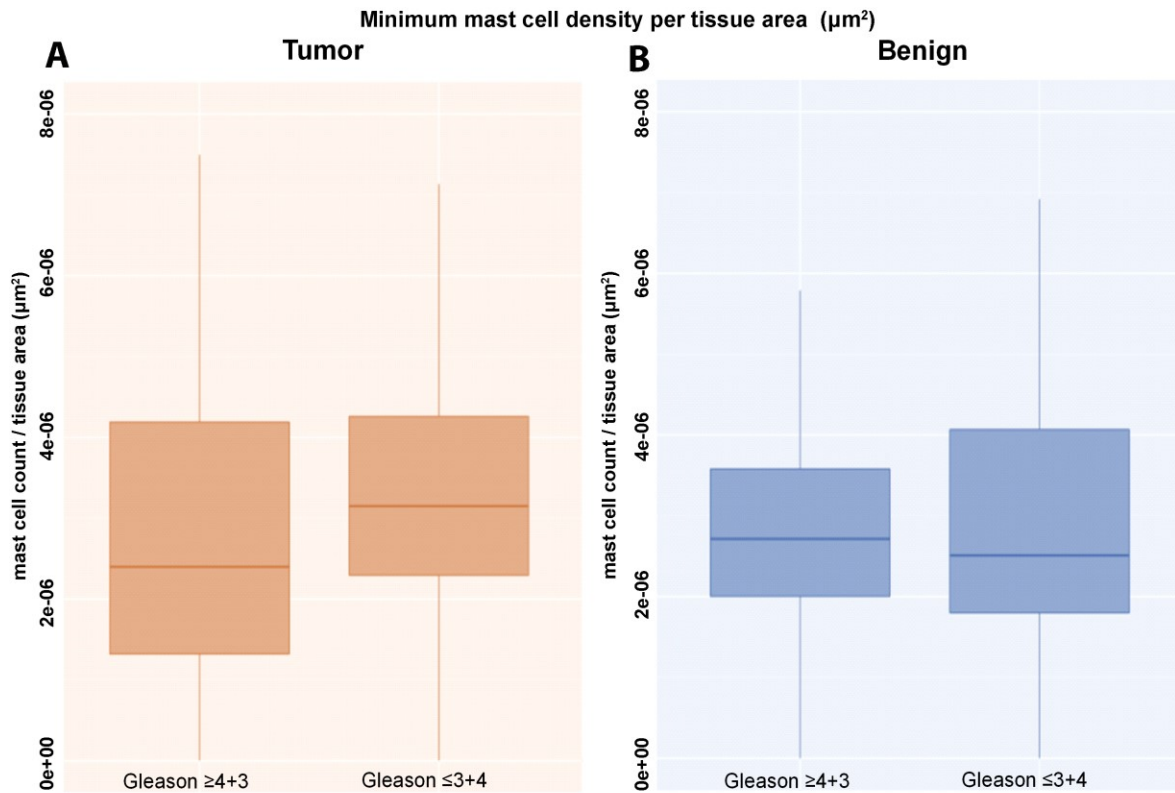 Minimum mast cell density per tissue area (µm²)
A
Tumor
mast cell count / tissue area (µm²)
8e-06
6e-06
4e-06
2e-06
0e+00
Gleason ≥4+3
Gleason ≤3+4
B
Benign
mast cell count / tissue area (µm²)
8e-06
6e-06
4e-06
2e-06
0e+00
Gleason ≥4+3
Gleason ≤3+4